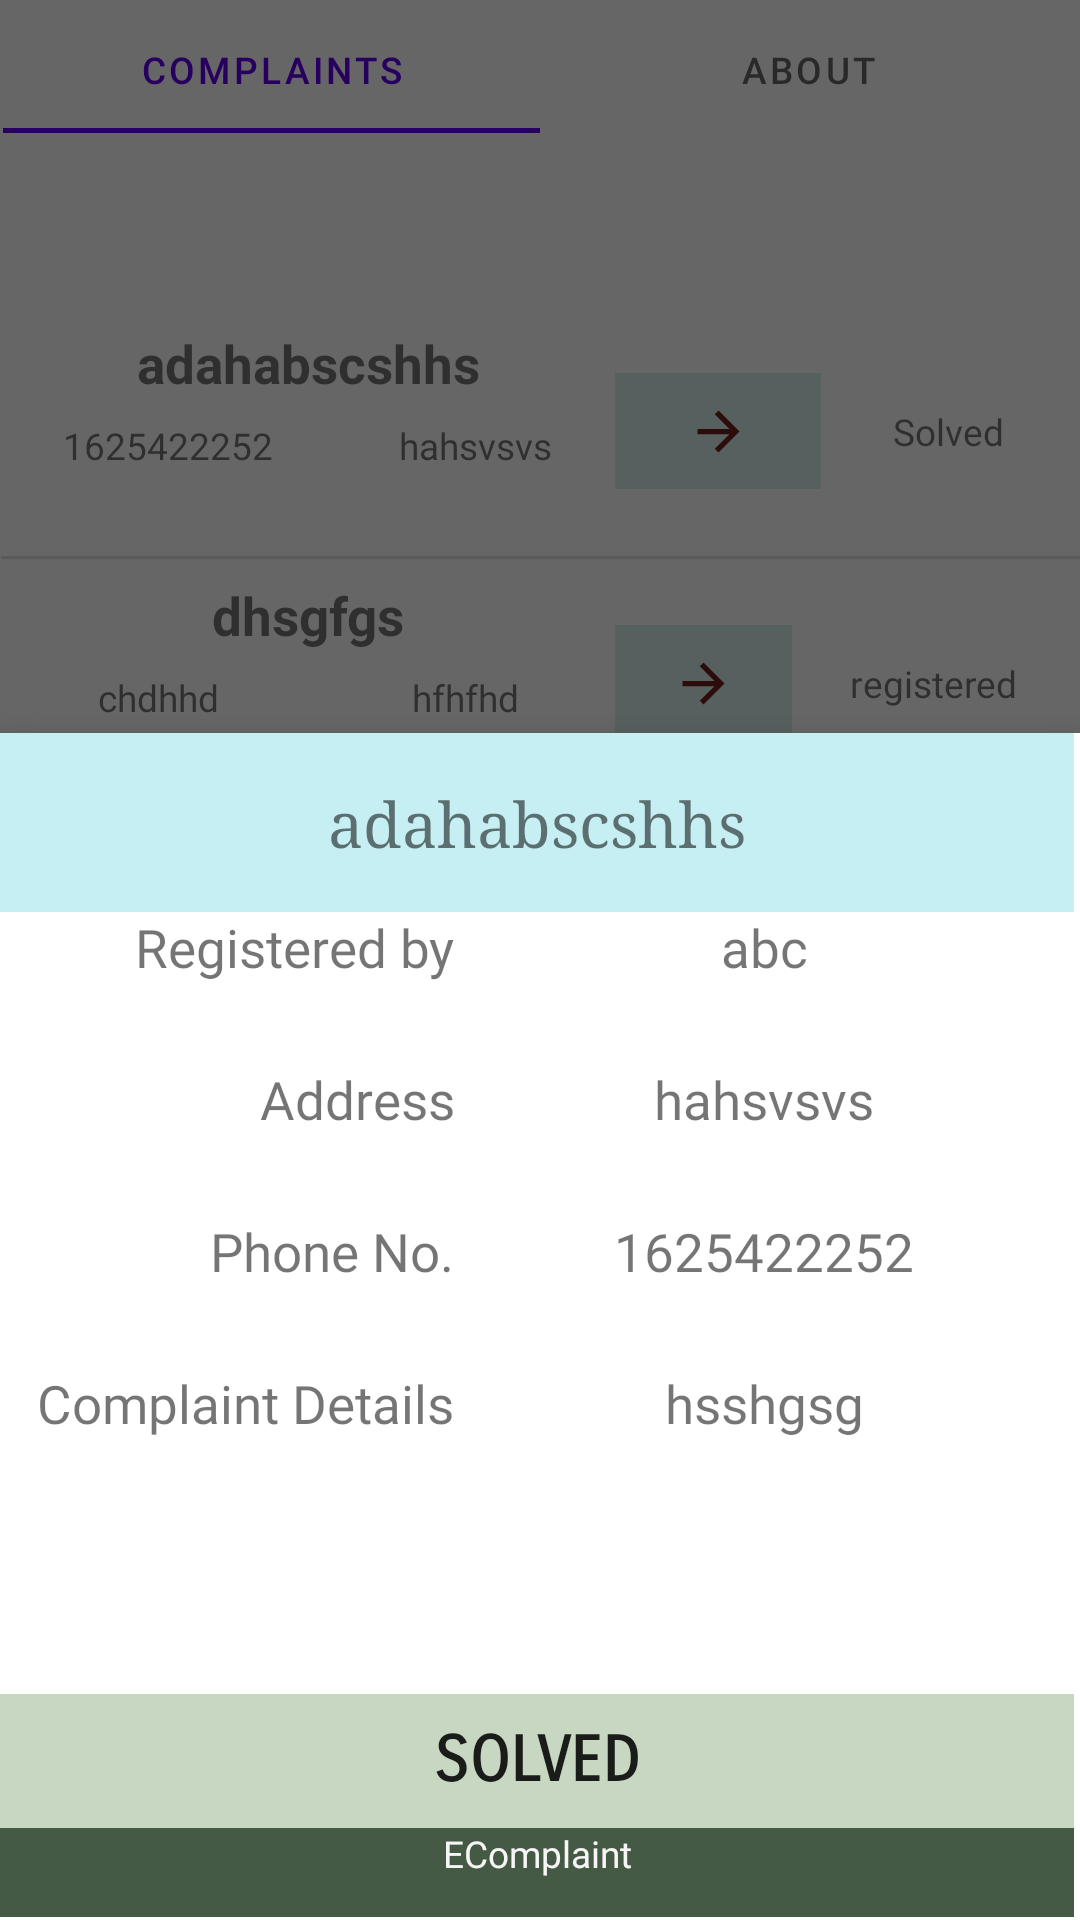 COMPLAINTS ABOUT
adahabscshhs
1625422252 hahsvsvs Solved
dhsgfgs
chdhhd hfhfhd registered
adahabscshhs
Registered by abc
Address hahsvsvs
Phone No. 1625422252
Complaint Details hsshgsg
SOLVED
EComplaint